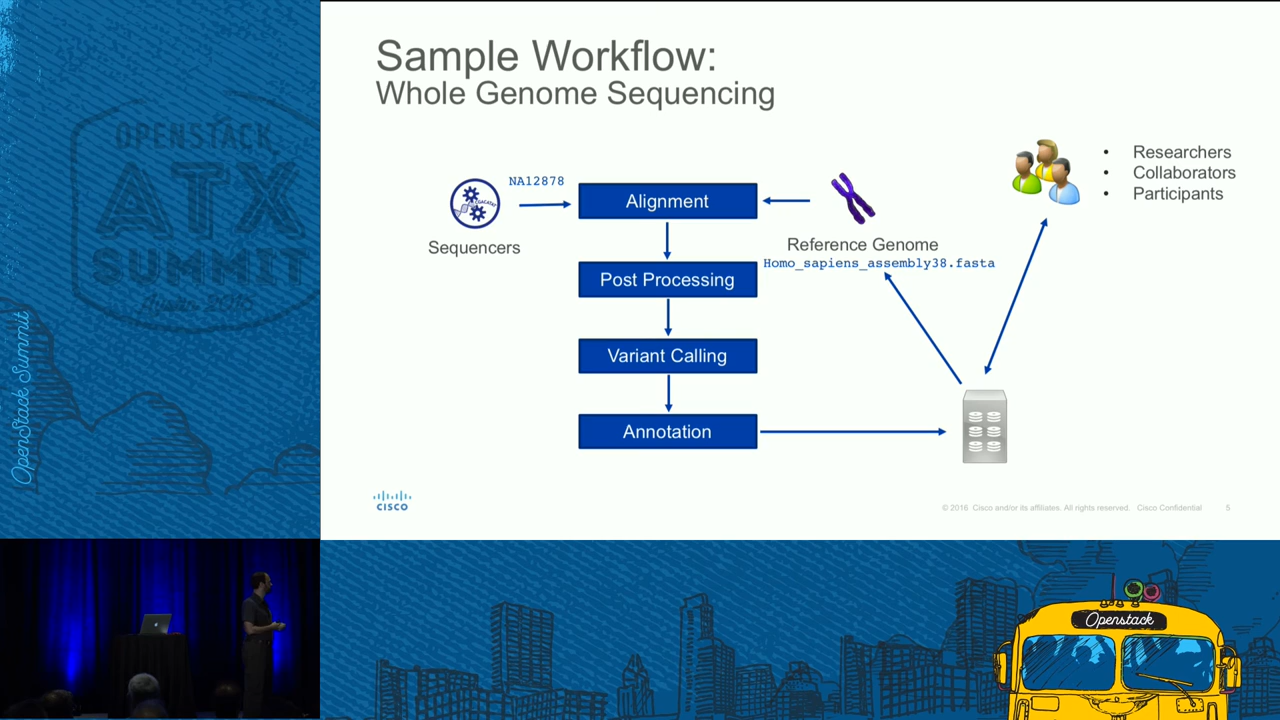 Sample Workflow:
Whole Genome Sequencing
NA12878
Sequencers
Alignment
Post Processing
Variant Calling
Annotation
Reference Genome
Homo_sapiens_assembly38.fasta
• Researchers
• Collaborators
• Participants
CISCO
© 2016 Cisco and/or its affiliates. All rights reserved. Cisco Confidential 5
OPENSTACK
ATX
SUMMIT
OpenStack Summit
Openstack